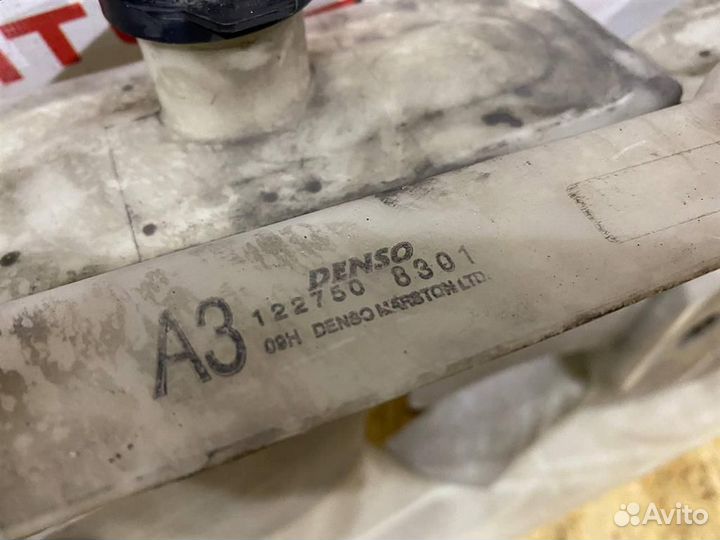 DENSO
A3
122750 8301
09H DENSO MARSTON LTD.
Avito